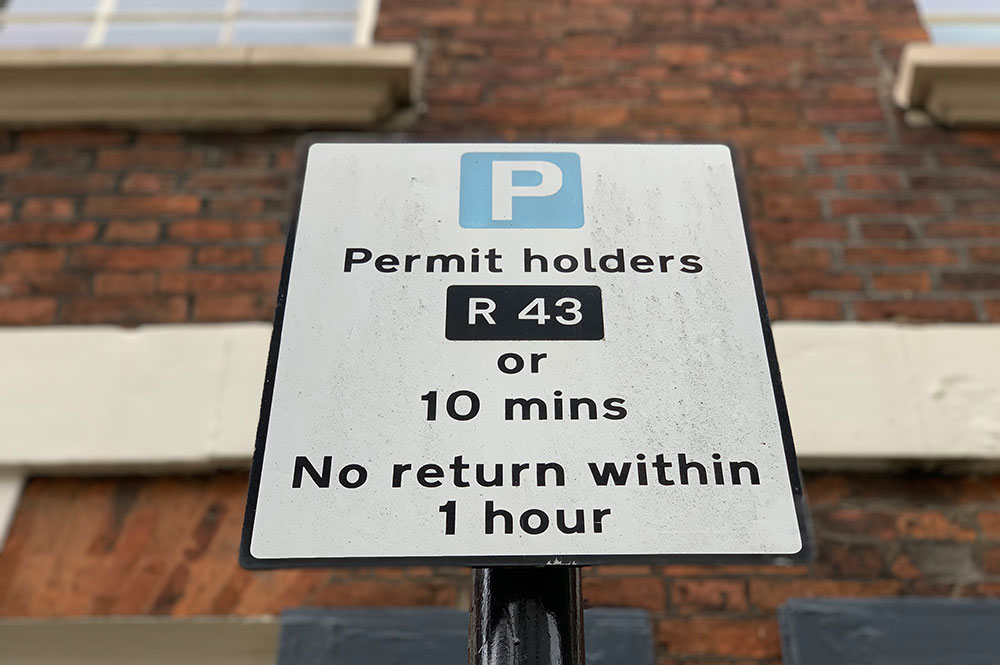 P
Permit holders
R 43
or
10 mins
No return within
1 hour